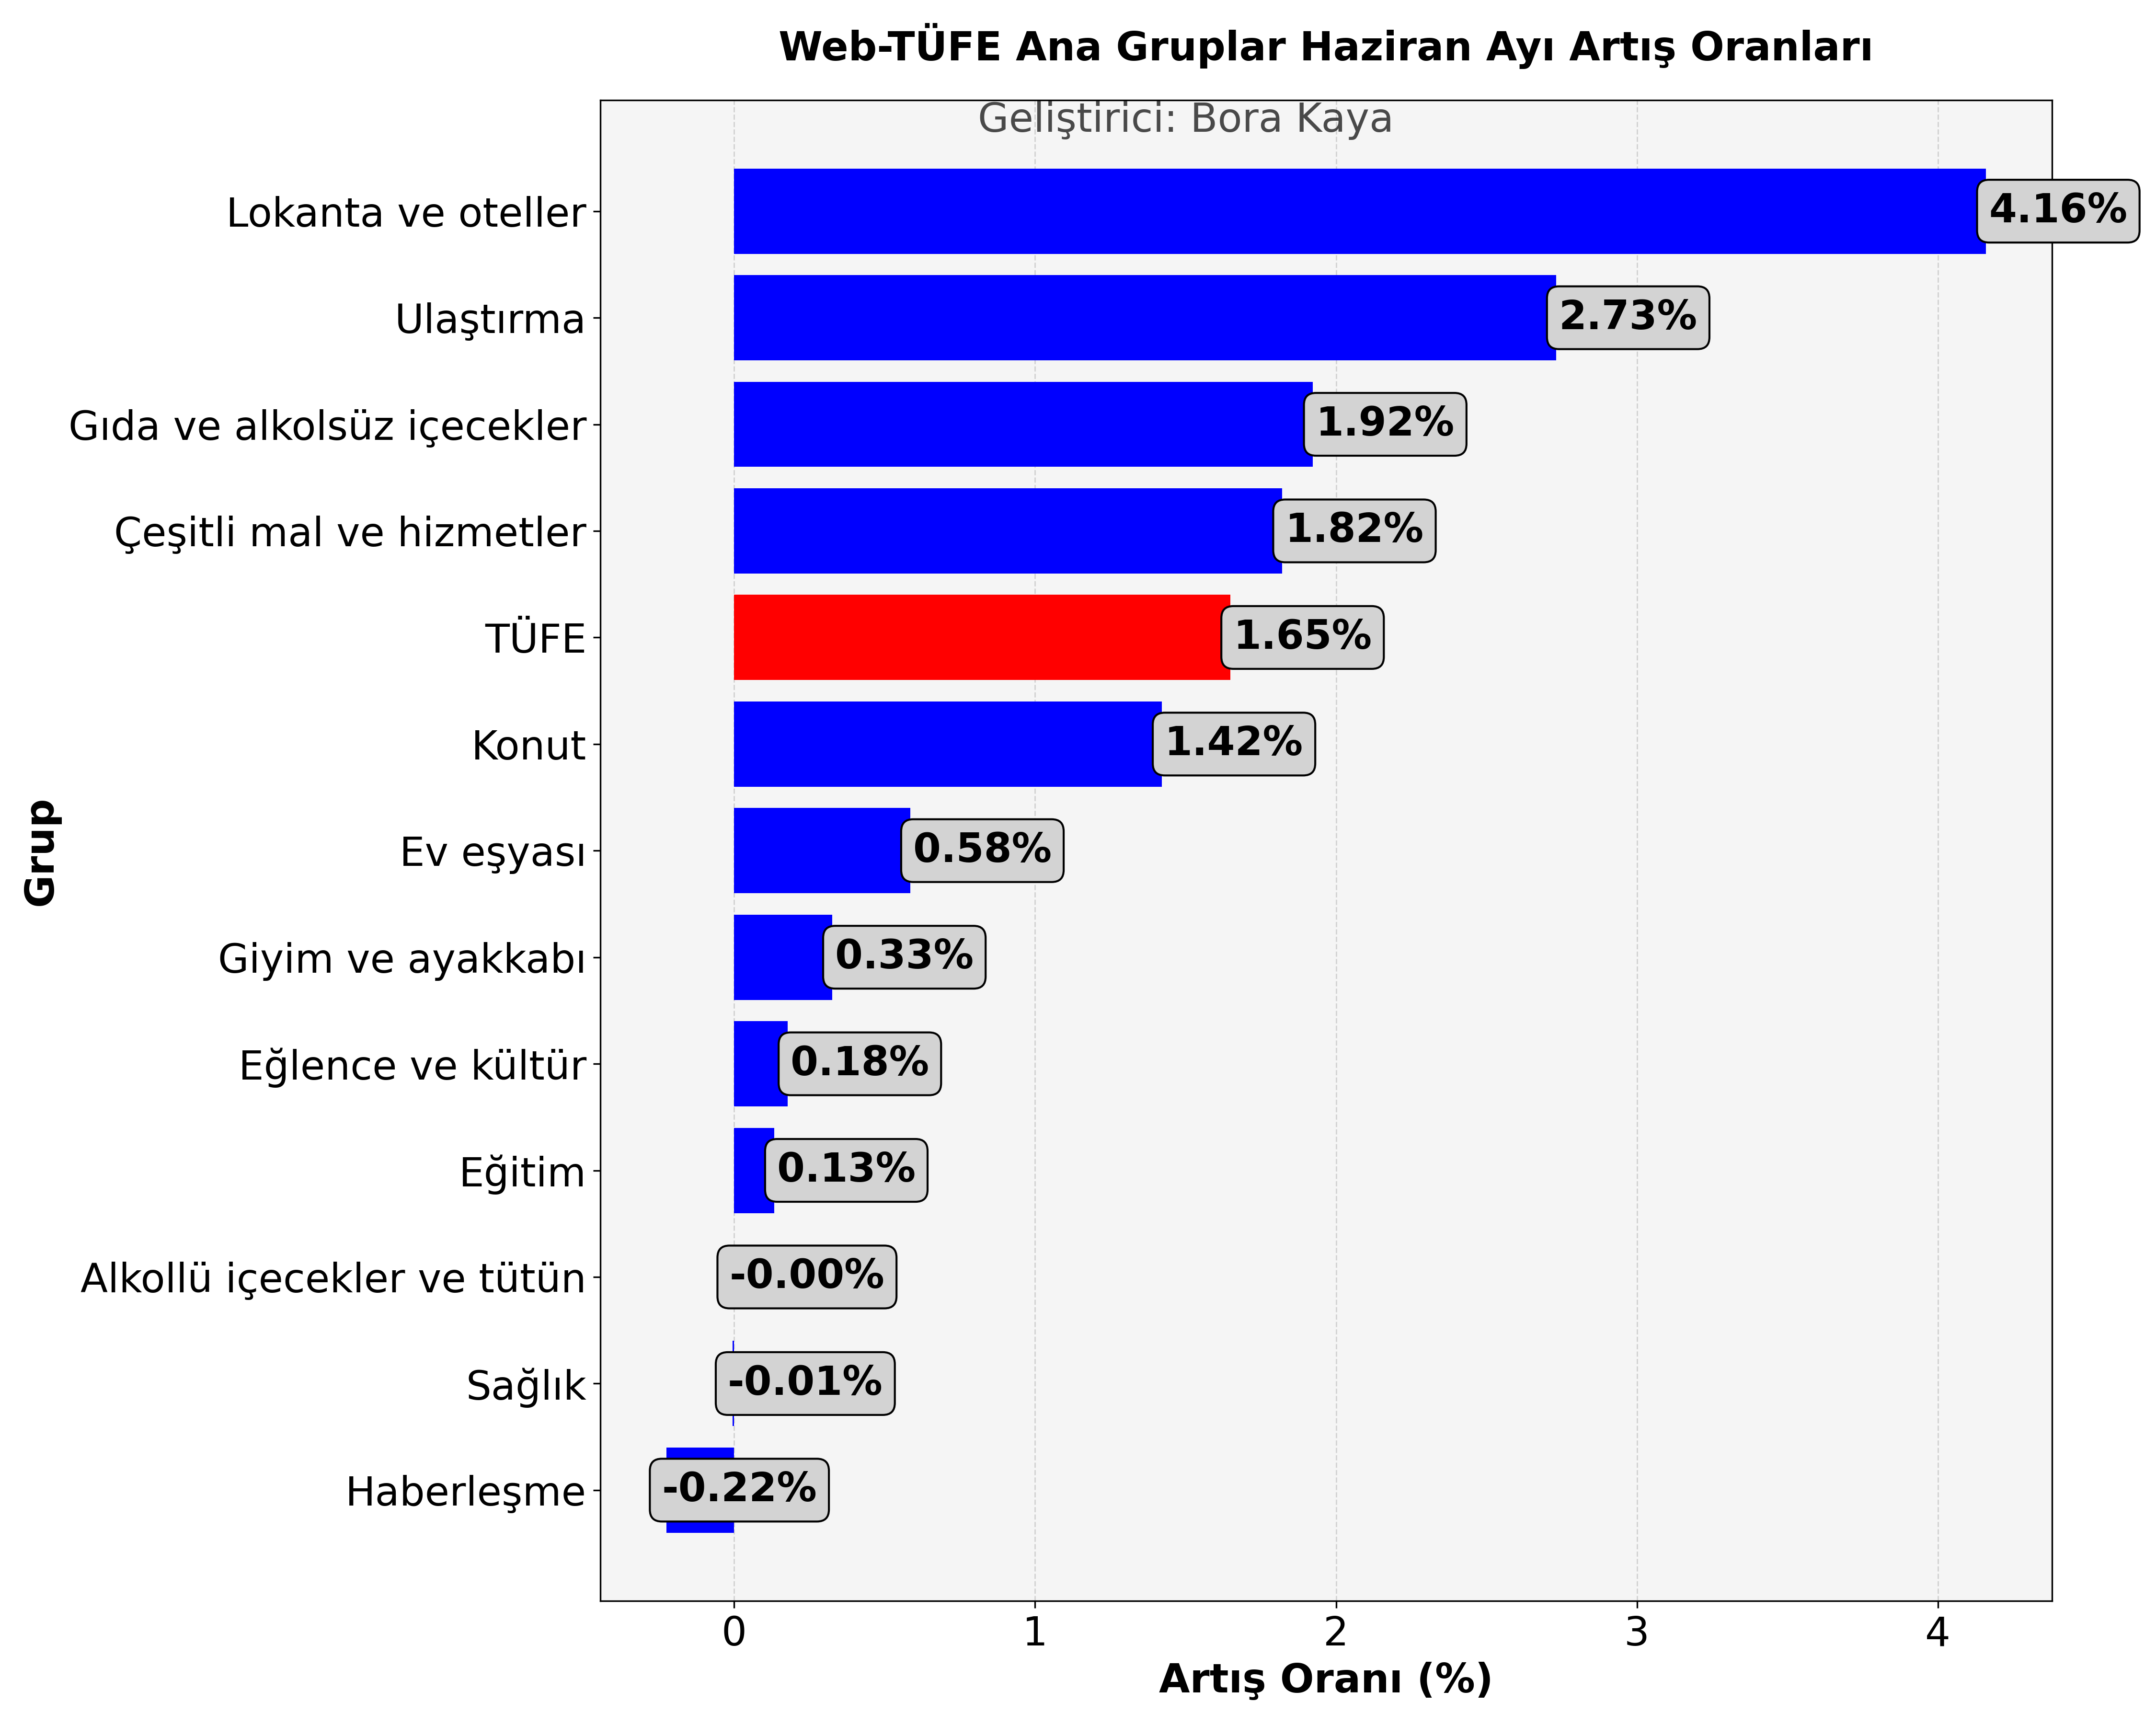 Web-TÜFE Ana Gruplar Haziran Ayı Artış Oranları
Geliştirici: Bora Kaya
Lokanta ve oteller 4.16%
Ulaştırma 2.73%
Gıda ve alkolsüz içecekler 1.92%
Çeşitli mal ve hizmetler 1.82%
TÜFE 1.65%
Konut 1.42%
Ev eşyası 0.58%
Giyim ve ayakkabı 0.33%
Eğlence ve kültür 0.18%
Eğitim 0.13%
Alkollü içecekler ve tütün -0.00%
Sağlık -0.01%
Haberleşme -0.22%
Grup
0 1 2 3 4
Artış Oranı (%)